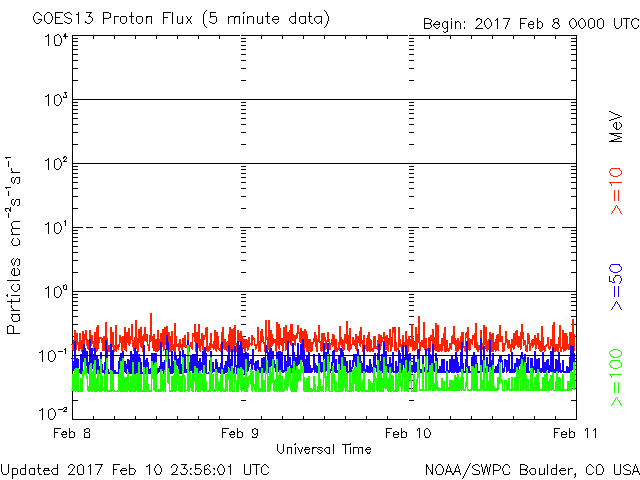 GOES13 Proton Flux (5 minute data)
Begin: 2017 Feb 8 0000 UTC
Particles cm⁻²s⁻¹sr⁻¹
10⁴
10³
10²
10¹
10⁰
10⁻¹
10⁻²
MeV
>=10
>=50
>=100
Feb 8
Feb 9
Feb 10
Feb 11
Universal Time
Updated 2017 Feb 10 23:56:01 UTC
NOAA/SWPC Boulder, CO USA